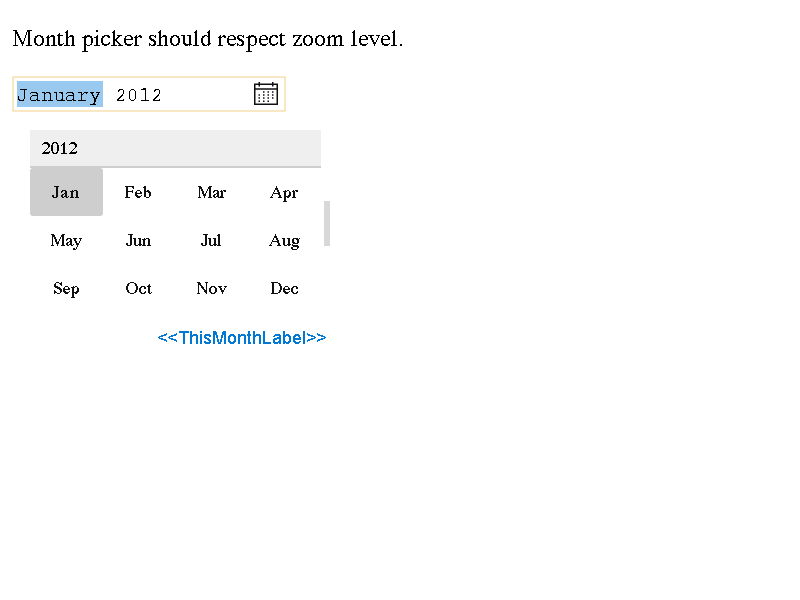 Month picker should respect zoom level.
January 2012
2012
Jan Feb Mar Apr
May Jun Jul Aug
Sep Oct Nov Dec
<<ThisMonthLabel>>